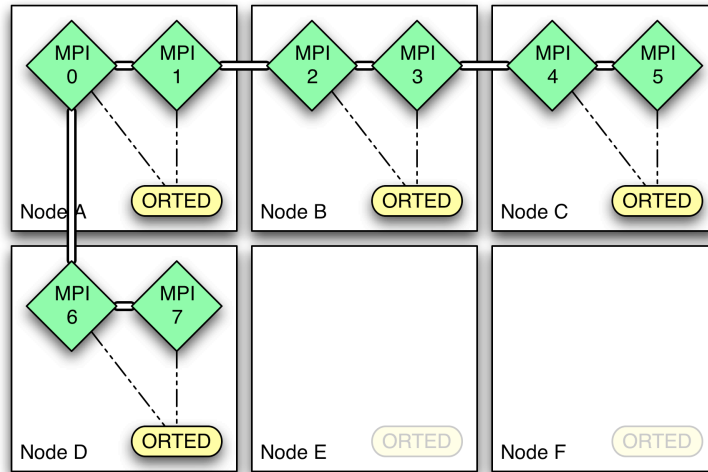 MPI
0
MPI
1
ORTED
Node A
MPI
2
MPI
3
ORTED
Node B
MPI
4
MPI
5
ORTED
Node C
MPI
6
MPI
7
ORTED
Node D
ORTED
Node E
ORTED
Node F